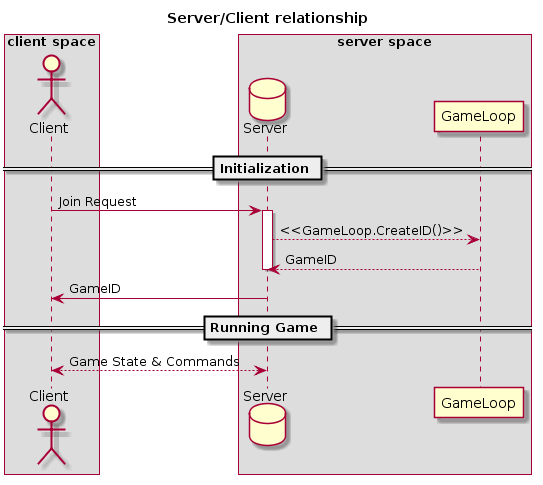 Server/Client relationship
client space
server space
Client
Server
GameLoop
Initialization
Join Request
<<GameLoop.CreateID()>>
GameID
GameID
Running Game
Game State & Commands
Client
Server
GameLoop